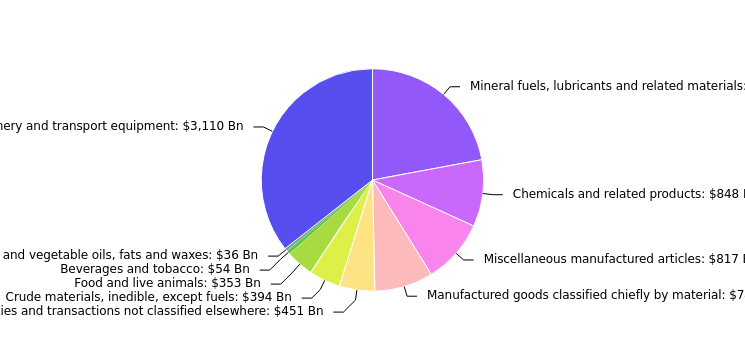 Mineral fuels, lubricants and related materials:
nery and transport equipment: $3,110 Bn
Chemicals and related products: $848
and vegetable oils, fats and waxes: $36 Bn
Miscellaneous manufactured articles: $817
Beverages and tobacco: $54 Bn
Food and live animals: $353 Bn
Crude materials, inedible, except fuels: $394 Bn
Manufactured goods classified chiefly by material: $7
ties and transactions not classified elsewhere: $451 Bn